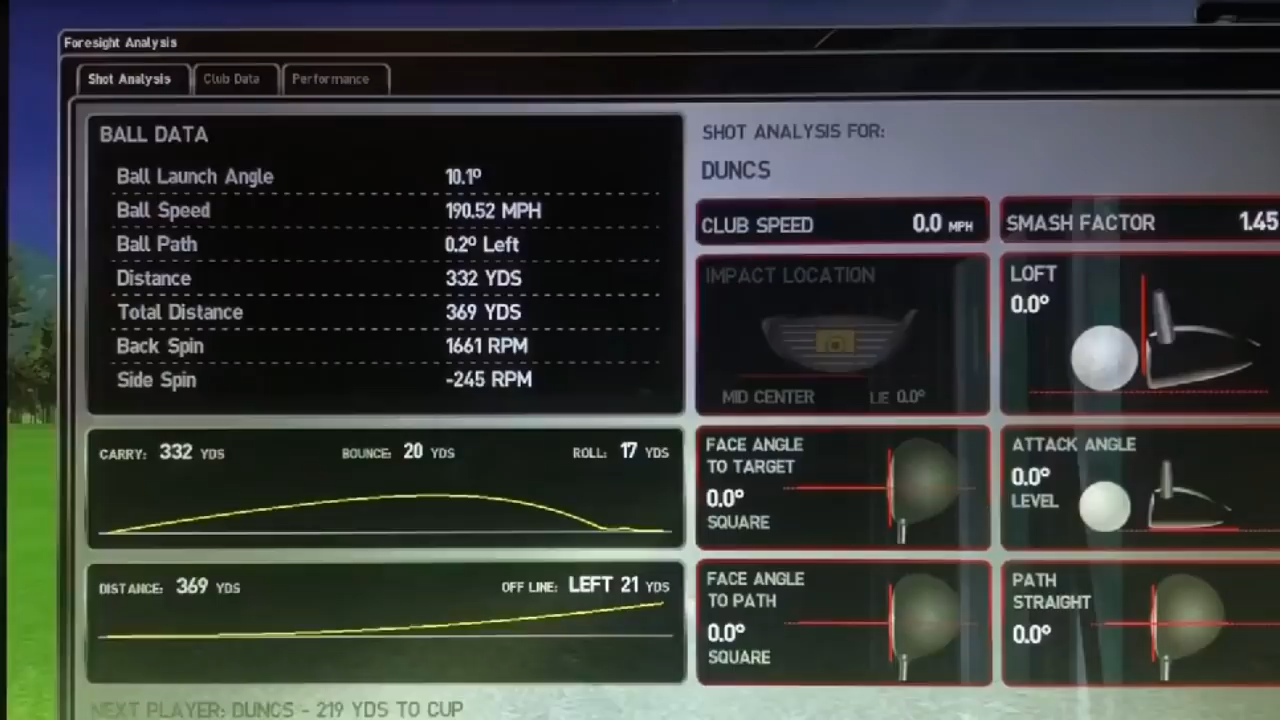 Foresight Analysis
Shot Analysis
Club Data
Performance
BALL DATA
Ball Launch Angle 10.1º
Ball Speed 190.52 MPH
Ball Path 0.2º Left
Distance 332 YDS
Total Distance 369 YDS
Back Spin 1661 RPM
Side Spin -245 RPM
CARRY: 332 YDS BOUNCE: 20 YDS ROLL: 17 YDS
DISTANCE: 369 YDS OFF LINE: LEFT 21 YDS
SHOT ANALYSIS FOR:
DUNCS
CLUB SPEED 0.0 MPH
SMASH FACTOR 1.45
IMPACT LOCATION
MID CENTER LIE 0.0º
LOFT
0.0º
FACE ANGLE
TO TARGET
0.0º
SQUARE
ATTACK ANGLE
0.0º
LEVEL
FACE ANGLE
TO PATH
0.0º
SQUARE
PATH
STRAIGHT
0.0º
NEXT PLAYER: DUNCS - 219 YDS TO CUP